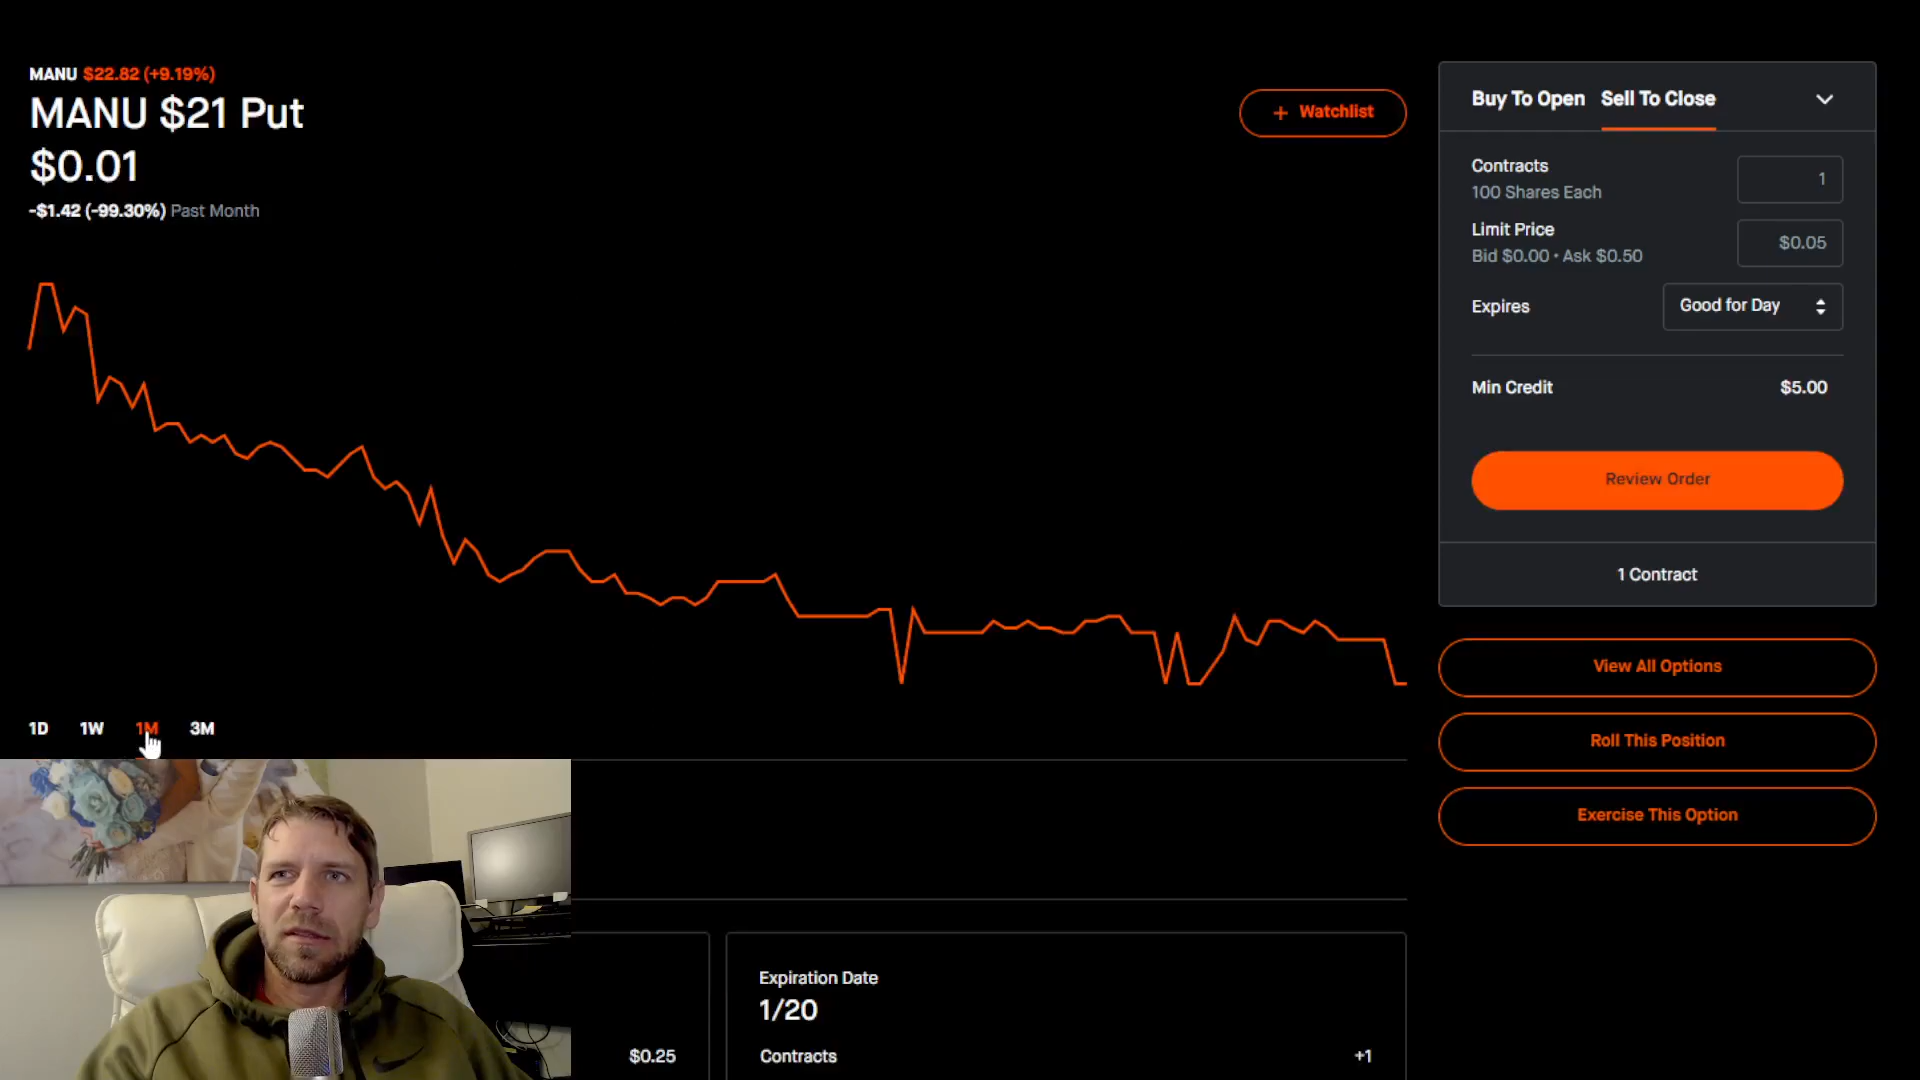 MANU $22.82 (+9.19%)
MANU $21 Put
$0.01
-$1.42 (-99.30%) Past Month
+ Watchlist
1D 1W 1M 3M
$0.25
Expiration Date
1/20
Contracts +1
Buy To Open Sell To Close
Contracts 1
100 Shares Each
Limit Price $0.05
Bid $0.00 • Ask $0.50
Expires Good for Day
Min Credit $5.00
Review Order
1 Contract
View All Options
Roll This Position
Exercise This Option